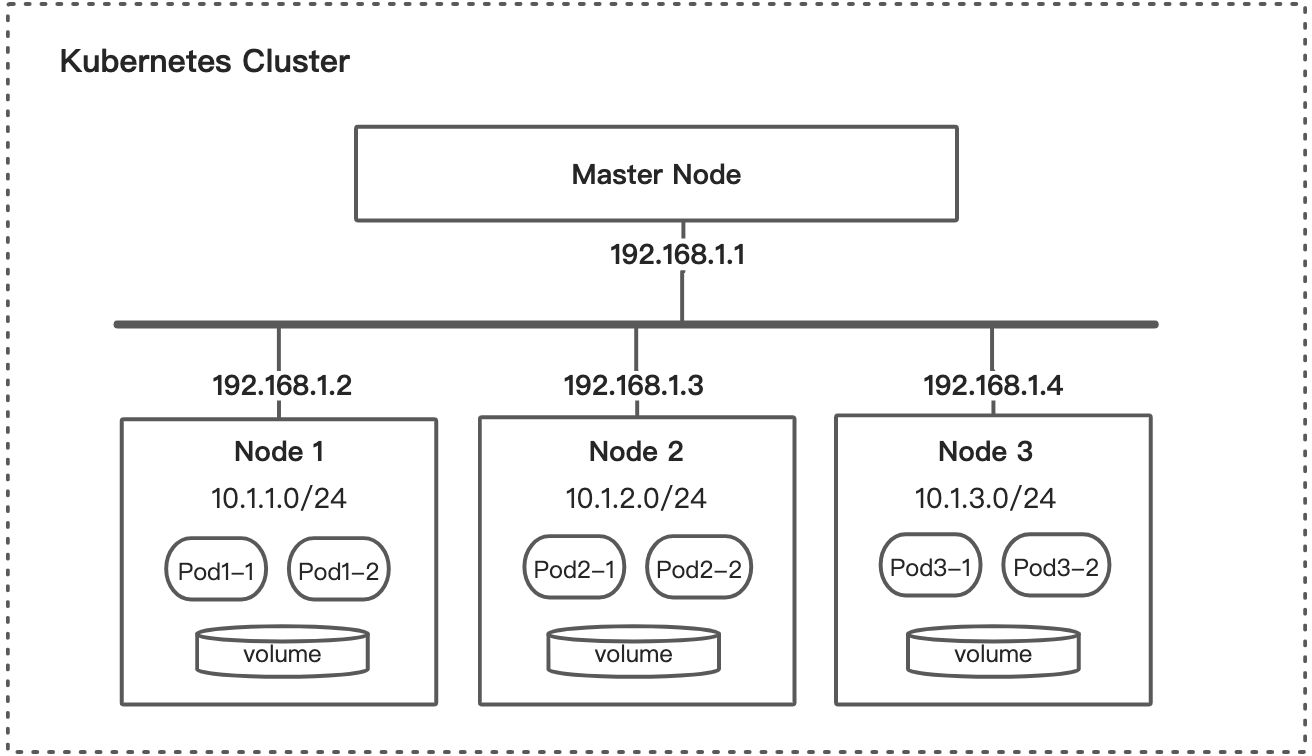 Kubernetes Cluster
Master Node
192.168.1.1
192.168.1.2
192.168.1.3
192.168.1.4
Node 1
10.1.1.0/24
Pod1-1
Pod1-2
volume
Node 2
10.1.2.0/24
Pod2-1
Pod2-2
volume
Node 3
10.1.3.0/24
Pod3-1
Pod3-2
volume